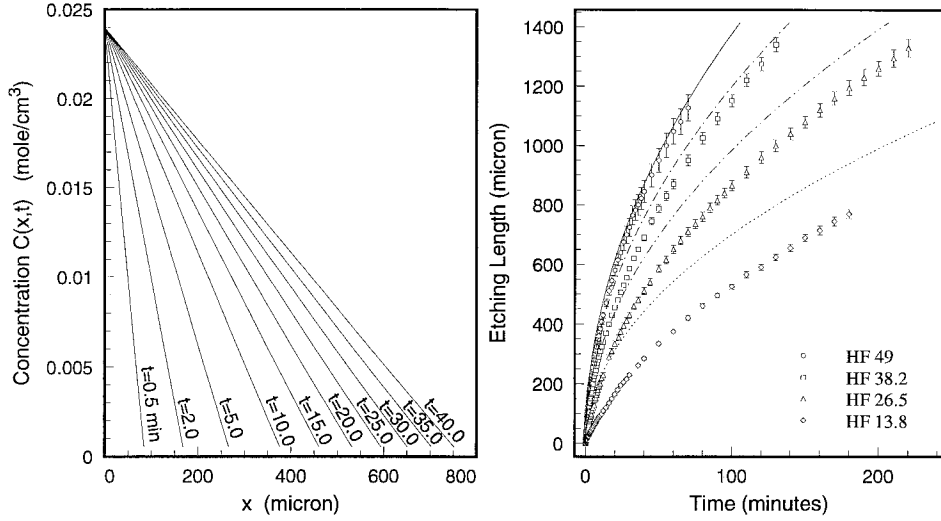 Concentration C(x,t) (mole/cm³)
0.025
0.02
0.015
0.01
0.005
0
t=0.5 min
t=2.0
t=5.0
t=10.0
t=15.0
t=20.0
t=25.0
t=30.0
t=35.0
t=40.0
0 200 400 600 800
x (micron)
Etching Length (micron)
1400
1200
1000
800
600
400
200
0
HF 49
HF 38.2
HF 26.5
HF 13.8
0 100 200
Time (minutes)